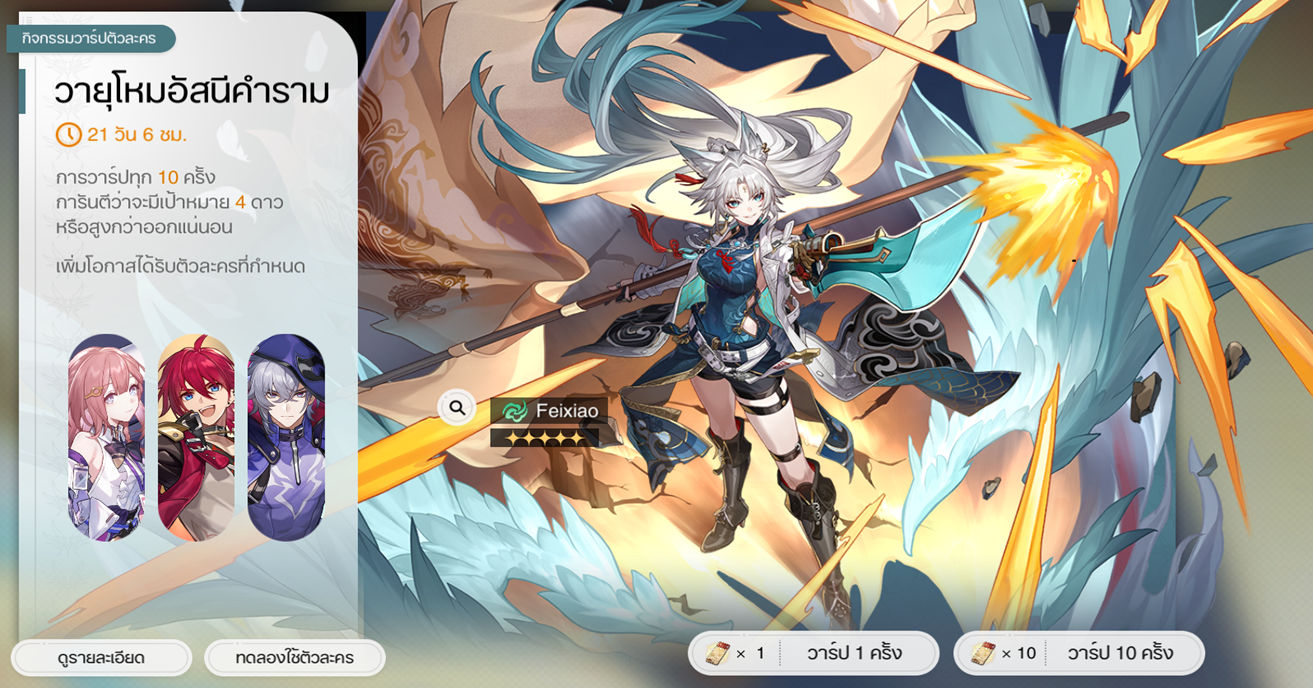 กิจกรรมวาร์ปตัวละคร
วายุโหมอัสนีคำราม
21 วัน 6 ชม.
การวาร์ปทุก 10 ครั้ง
การันตีว่าจะมีเป้าหมาย 4 ดาว
หรือสูงกว่าออกแน่นอน
เพิ่มโอกาสได้รับตัวละครที่กำหนด
Feixiao
ดูรายละเอียด
ทดลองใช้ตัวละคร
× 1 วาร์ป 1 ครั้ง
× 10 วาร์ป 10 ครั้ง